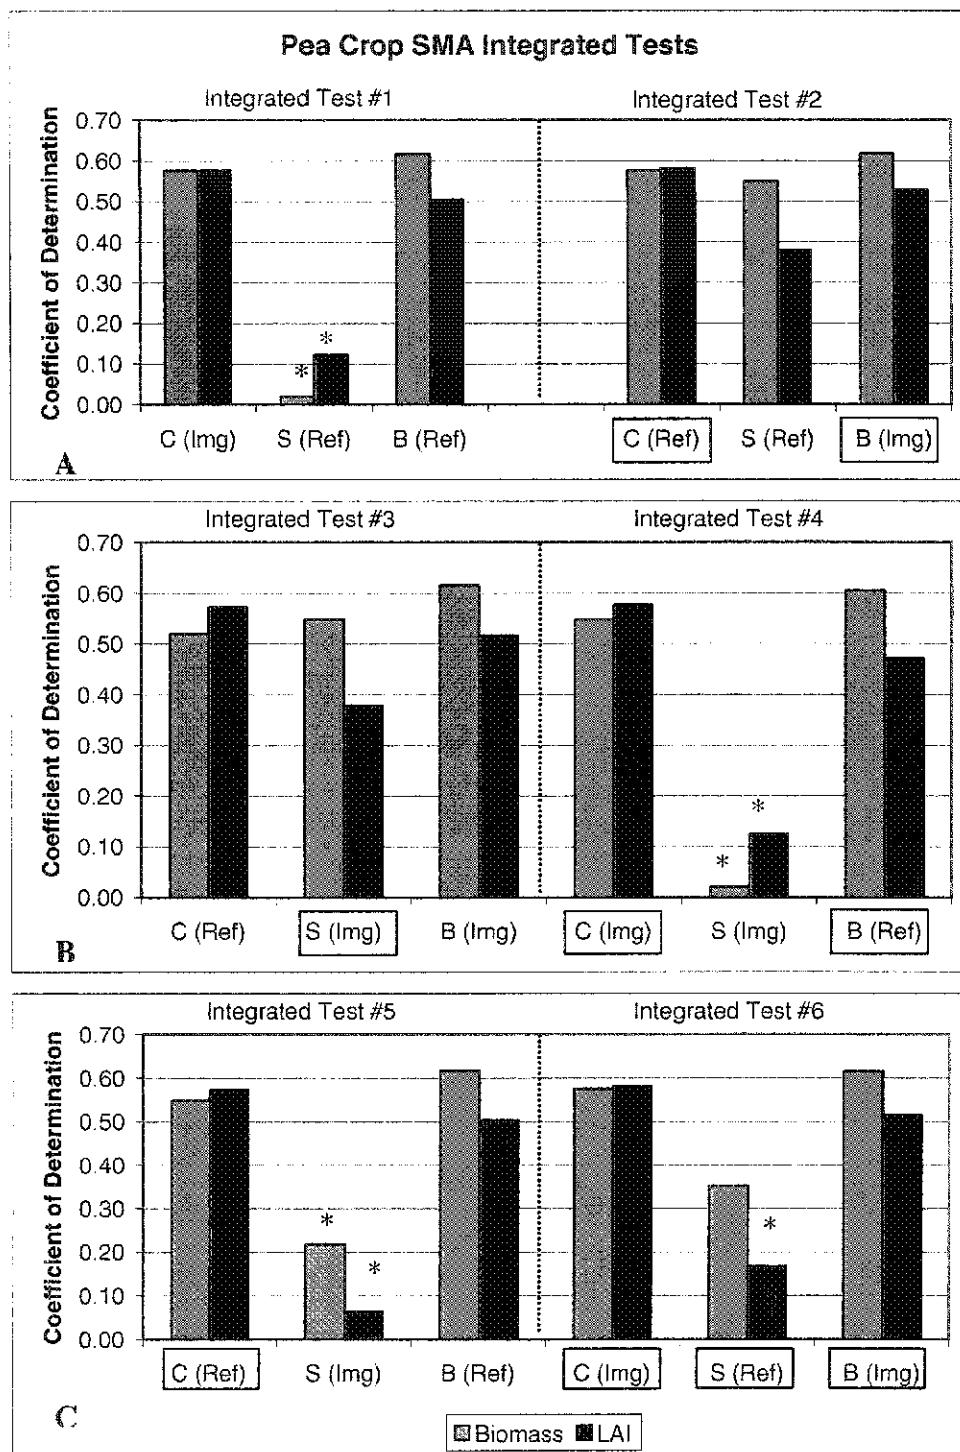 Pea Crop SMA Integrated Tests
Integrated Test #1 Integrated Test #2
Coefficient of Determination
0.70
0.60
0.50
0.40
0.30
0.20
0.10
0.00
* *
C (Img) S (Ref) B (Ref) C (Ref) S (Ref) B (Img)
A
Integrated Test #3 Integrated Test #4
Coefficient of Determination
0.70
0.60
0.50
0.40
0.30
0.20
0.10
0.00
* *
C (Ref) S (Img) B (Img) C (Img) S (Img) B (Ref)
B
Integrated Test #5 Integrated Test #6
Coefficient of Determination
0.70
0.60
0.50
0.40
0.30
0.20
0.10
0.00
* * *
C (Ref) S (Img) B (Ref) C (Img) S (Ref) B (Img)
C
Biomass LAI